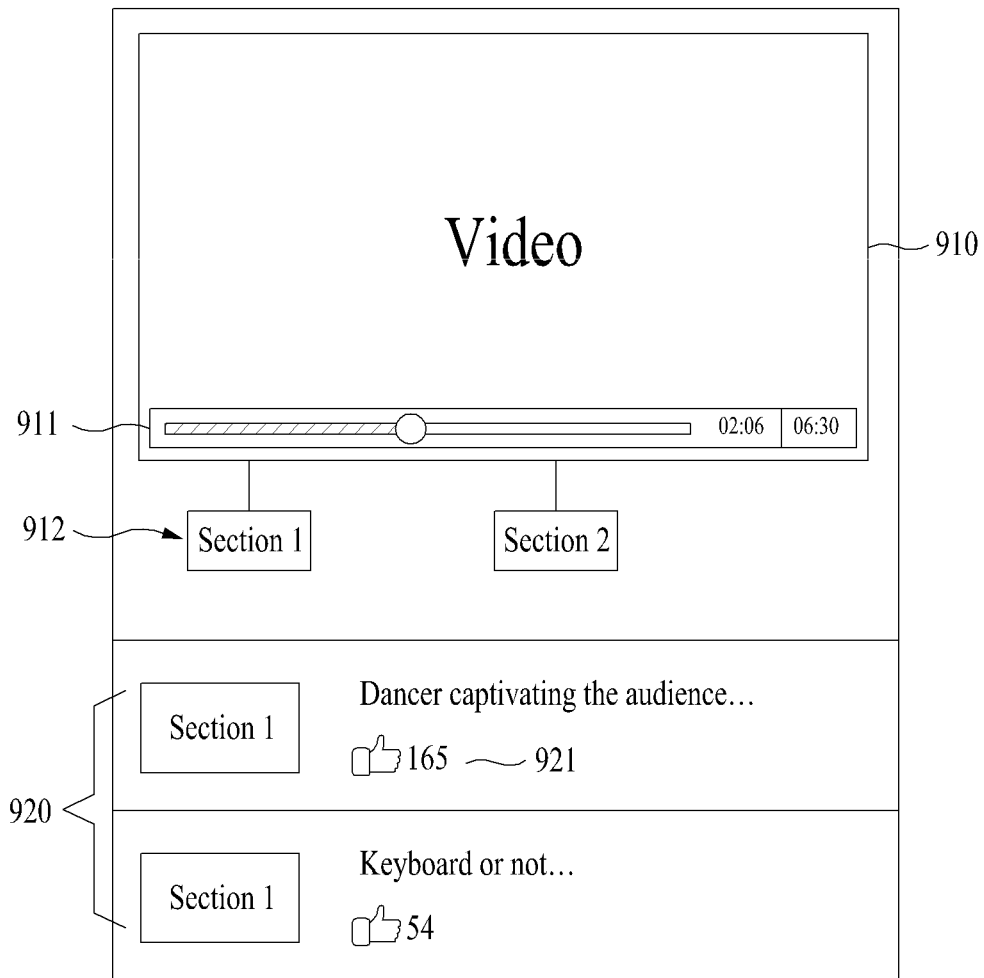 Video
910
911
02:06 06:30
912
Section 1
Section 2
Section 1
Dancer captivating the audience...
165
921
920
Section 1
Keyboard or not...
54